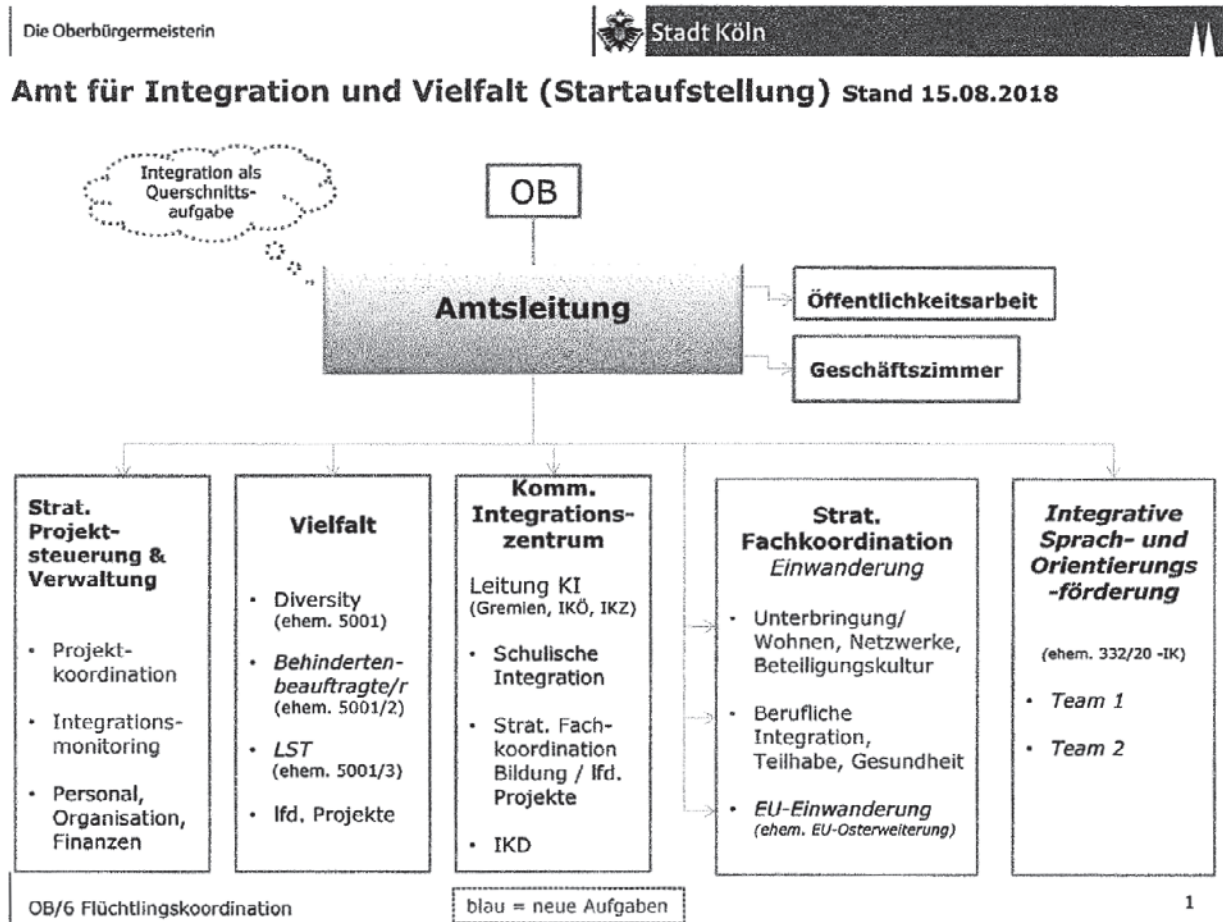 Die Oberbürgermeisterin
Stadt Köln
Amt für Integration und Vielfalt (Startaufstellung) Stand 15.08.2018
Integration als
Querschnitts-
aufgabe
OB
Amtsleitung
Öffentlichkeitsarbeit
Geschäftszimmer
Strat.
Projekt-
steuerung &
Verwaltung
• Projekt-
koordination
• Integrations-
monitoring
• Personal,
Organisation,
Finanzen
Vielfalt
• Diversity
(ehem. 5001)
• Behinderten-
beauftragte/r
(ehem. 5001/2)
• LST
(ehem. 5001/3)
• lfd. Projekte
Komm.
Integrations-
zentrum
Leitung KI
(Gremien, IKÖ, IKZ)
• Schulische
Integration
• Strat. Fach-
koordination
Bildung / lfd.
Projekte
• IKD
Strat.
Fachkoordination
Einwanderung
• Unterbringung/
Wohnen, Netzwerke,
Beteiligungskultur
• Berufliche
Integration,
Teilhabe, Gesundheit
• EU-Einwanderung
(ehem. EU-Osterweiterung)
Integrative
Sprach- und
Orientierungs
-förderung
(ehem. 332/20 -IK)
• Team 1
• Team 2
OB/6 Flüchtlingskoordination
blau = neue Aufgaben
1